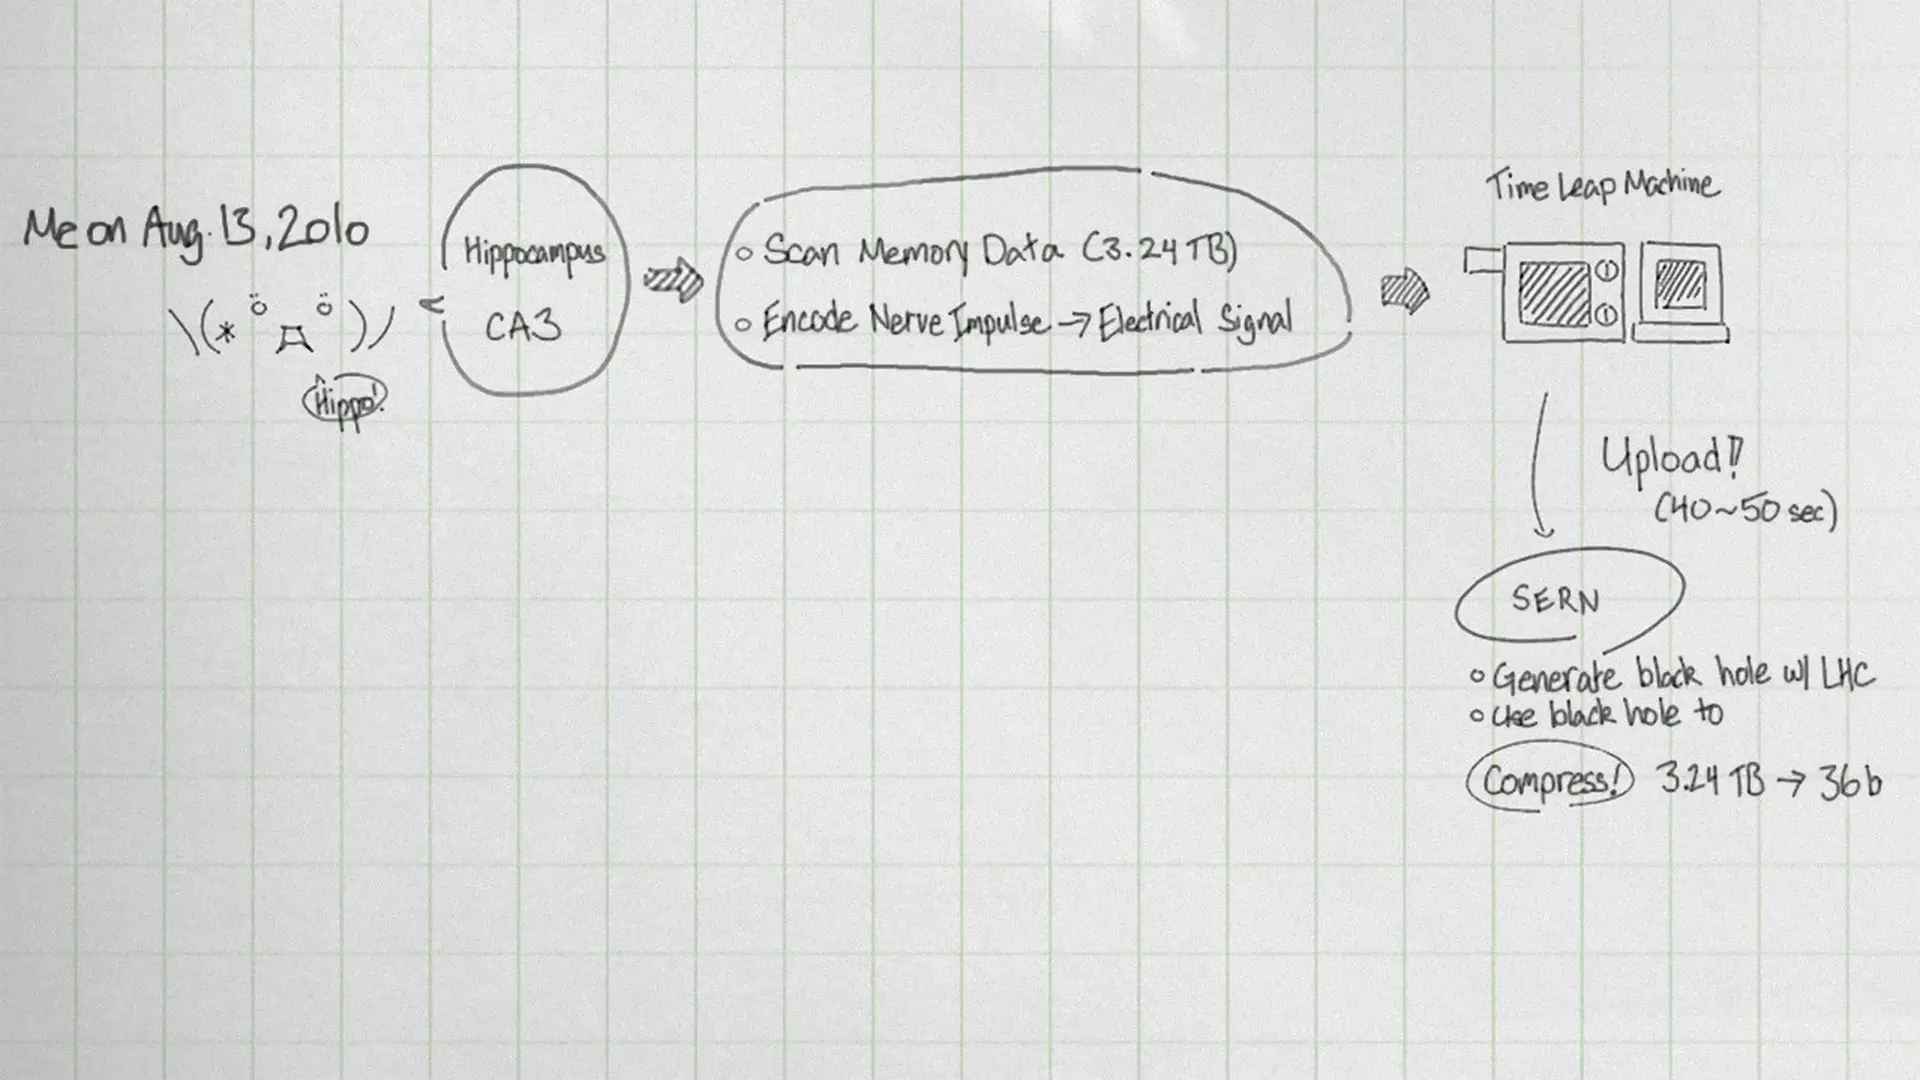 Me on Aug. 13, 2010
\(* ö д ö )/
Hippo!
Hippocampus
CA3
Scan Memory Data (3.24 TB)
Encode Nerve Impulse → Electrical Signal
Time Leap Machine
Upload!!
(40~50 sec)
SERN
Generate black hole w/ LHC
Use black hole to
Compress! 3.24 TB → 36b